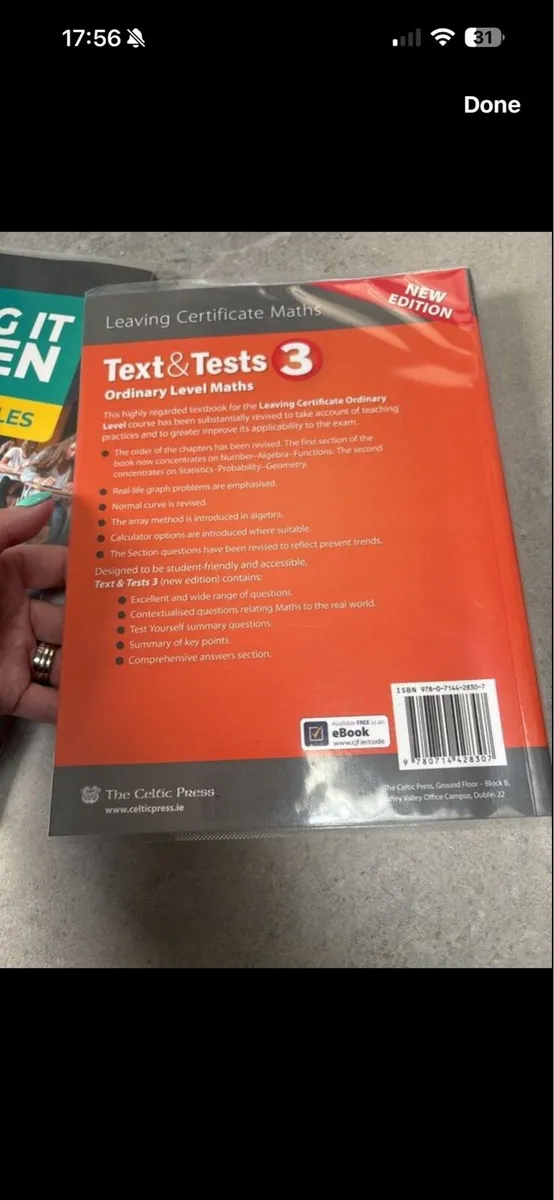 17:56
31
Done
G IT
EN
LES
Leaving Certificate Maths
NEW
EDITION
Text & Tests 3
Ordinary Level Maths
This highly regarded textbook for the Leaving Certificate Ordinary
Level course has been substantially revised to take account of teaching
practices and to greater improve its applicability to the exam.
● The order of the chapters has been revised. The first section of the
book now concentrates on Number–Algebra–Functions. The second
concentrates on Statistics–Probability–Geometry.
● Real-life graph problems are emphasised.
● Normal curve is revised.
● The array method is introduced in algebra.
● Calculator options are introduced where suitable.
● The Section questions have been revised to reflect present trends.
Designed to be student-friendly and accessible,
Text & Tests 3 (new edition) contains:
● Excellent and wide range of questions.
● Contextualised questions relating Maths to the real world.
● Test Yourself summary questions.
● Summary of key points.
● Comprehensive answers section.
ISBN 978-0-7144-2830-7
Available FREE as an
eBook
www.cjf.ie/code
9 780714 428307
The Celtic Press
www.celticpress.ie
The Celtic Press, Ground Floor – Block B,
Valley Office Campus, Dublin 22